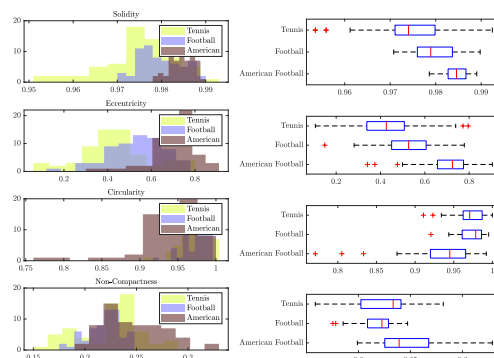 Solidity
20
10
0
Tennis
Football
American
0.95 0.96 0.97 0.98 0.99
Tennis
Football
American Football
0.96 0.97 0.98 0.99
Eccentricity
20
10
0
Tennis
Football
American
0.2 0.4 0.6 0.8
Tennis
Football
American Football
0.2 0.4 0.6 0.8
Circularity
20
10
0
Tennis
Football
American
0.75 0.8 0.85 0.9 0.95 1
Tennis
Football
American Football
0.8 0.85 0.9 0.95 1
Non-Compactness
20
10
0
Tennis
Football
American
0.15 0.2 0.25 0.3
Tennis
Football
American Football